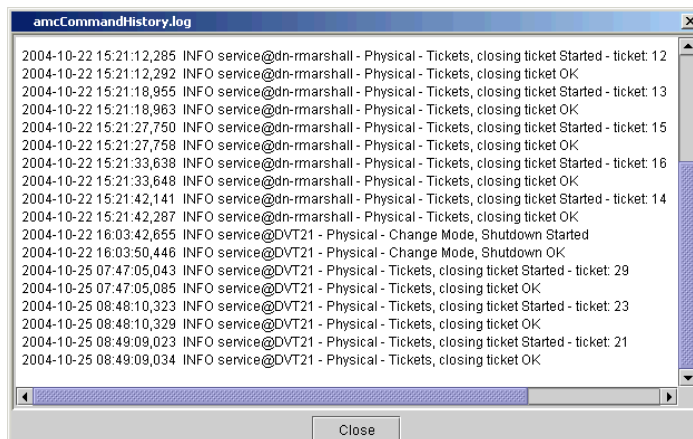 amcCommandHistory.log
2004-10-22 15:21:12,285 INFO service@dn-rmarshall - Physical - Tickets, closing ticket Started - ticket: 12
2004-10-22 15:21:12,292 INFO service@dn-rmarshall - Physical - Tickets, closing ticket OK
2004-10-22 15:21:18,955 INFO service@dn-rmarshall - Physical - Tickets, closing ticket Started - ticket: 13
2004-10-22 15:21:18,963 INFO service@dn-rmarshall - Physical - Tickets, closing ticket OK
2004-10-22 15:21:27,750 INFO service@dn-rmarshall - Physical - Tickets, closing ticket Started - ticket: 15
2004-10-22 15:21:27,758 INFO service@dn-rmarshall - Physical - Tickets, closing ticket OK
2004-10-22 15:21:33,638 INFO service@dn-rmarshall - Physical - Tickets, closing ticket Started - ticket: 16
2004-10-22 15:21:33,648 INFO service@dn-rmarshall - Physical - Tickets, closing ticket OK
2004-10-22 15:21:42,141 INFO service@dn-rmarshall - Physical - Tickets, closing ticket Started - ticket: 14
2004-10-22 15:21:42,287 INFO service@dn-rmarshall - Physical - Tickets, closing ticket OK
2004-10-22 16:03:42,655 INFO service@DVT21 - Physical - Change Mode, Shutdown Started
2004-10-22 16:03:50,446 INFO service@DVT21 - Physical - Change Mode, Shutdown OK
2004-10-25 07:47:05,043 INFO service@DVT21 - Physical - Tickets, closing ticket Started - ticket: 29
2004-10-25 07:47:05,085 INFO service@DVT21 - Physical - Tickets, closing ticket OK
2004-10-25 08:48:10,323 INFO service@DVT21 - Physical - Tickets, closing ticket Started - ticket: 23
2004-10-25 08:48:10,329 INFO service@DVT21 - Physical - Tickets, closing ticket OK
2004-10-25 08:49:09,023 INFO service@DVT21 - Physical - Tickets, closing ticket Started - ticket: 21
2004-10-25 08:49:09,034 INFO service@DVT21 - Physical - Tickets, closing ticket OK
Close